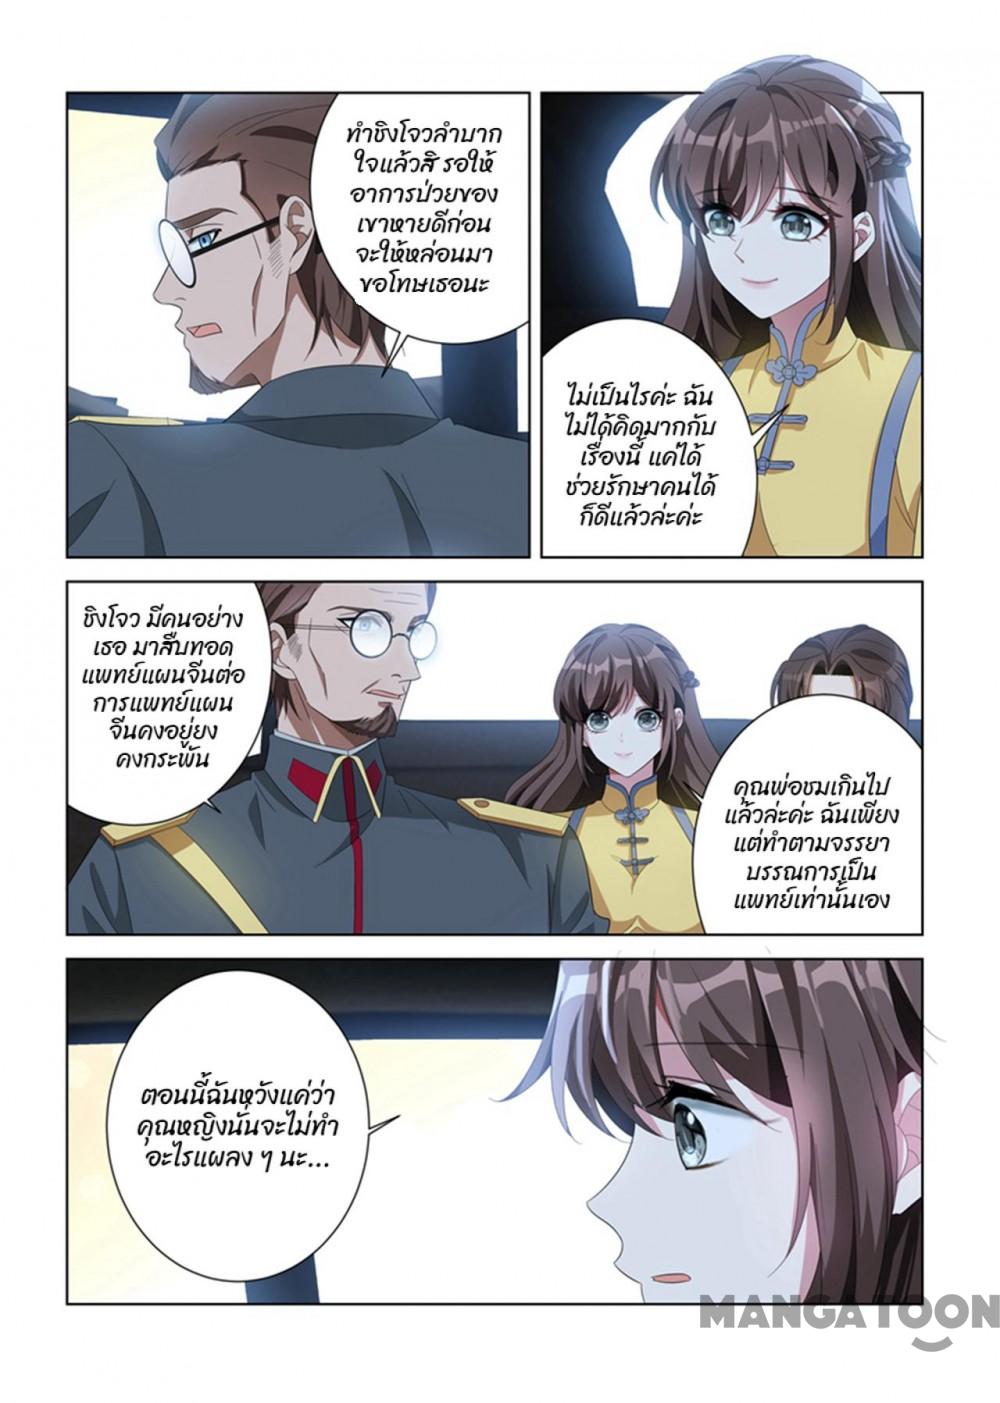 ทำชิงโจวลำบาก
ใจแล้วสิ รอให้
อาการป่วยของ
เขาหายดีก่อน
จะให้หล่อนมา
ขอโทษเธอนะ
ไม่เป็นไรค่ะ ฉัน
ไม่ได้คิดมากกับ
เรื่องนี้ แค่ได้
ช่วยรักษาคนได้
ก็ดีแล้วล่ะค่ะ
ชิงโจว มีคนอย่าง
เธอ มาสืบทอด
แพทย์แผนจีนต่อ
การแพทย์แผน
จีนคงอยู่ยง
คงกระพัน
คุณพ่อชมเกินไป
แล้วล่ะค่ะ ฉันเพียง
แต่ทำตามจรรยา
บรรณการเป็น
แพทย์เท่านั้นเอง
ตอนนี้ฉันหวังแค่ว่า
คุณหญิงนั่นจะไม่ทำ
อะไรแผลง ๆ นะ...
MANGATOON